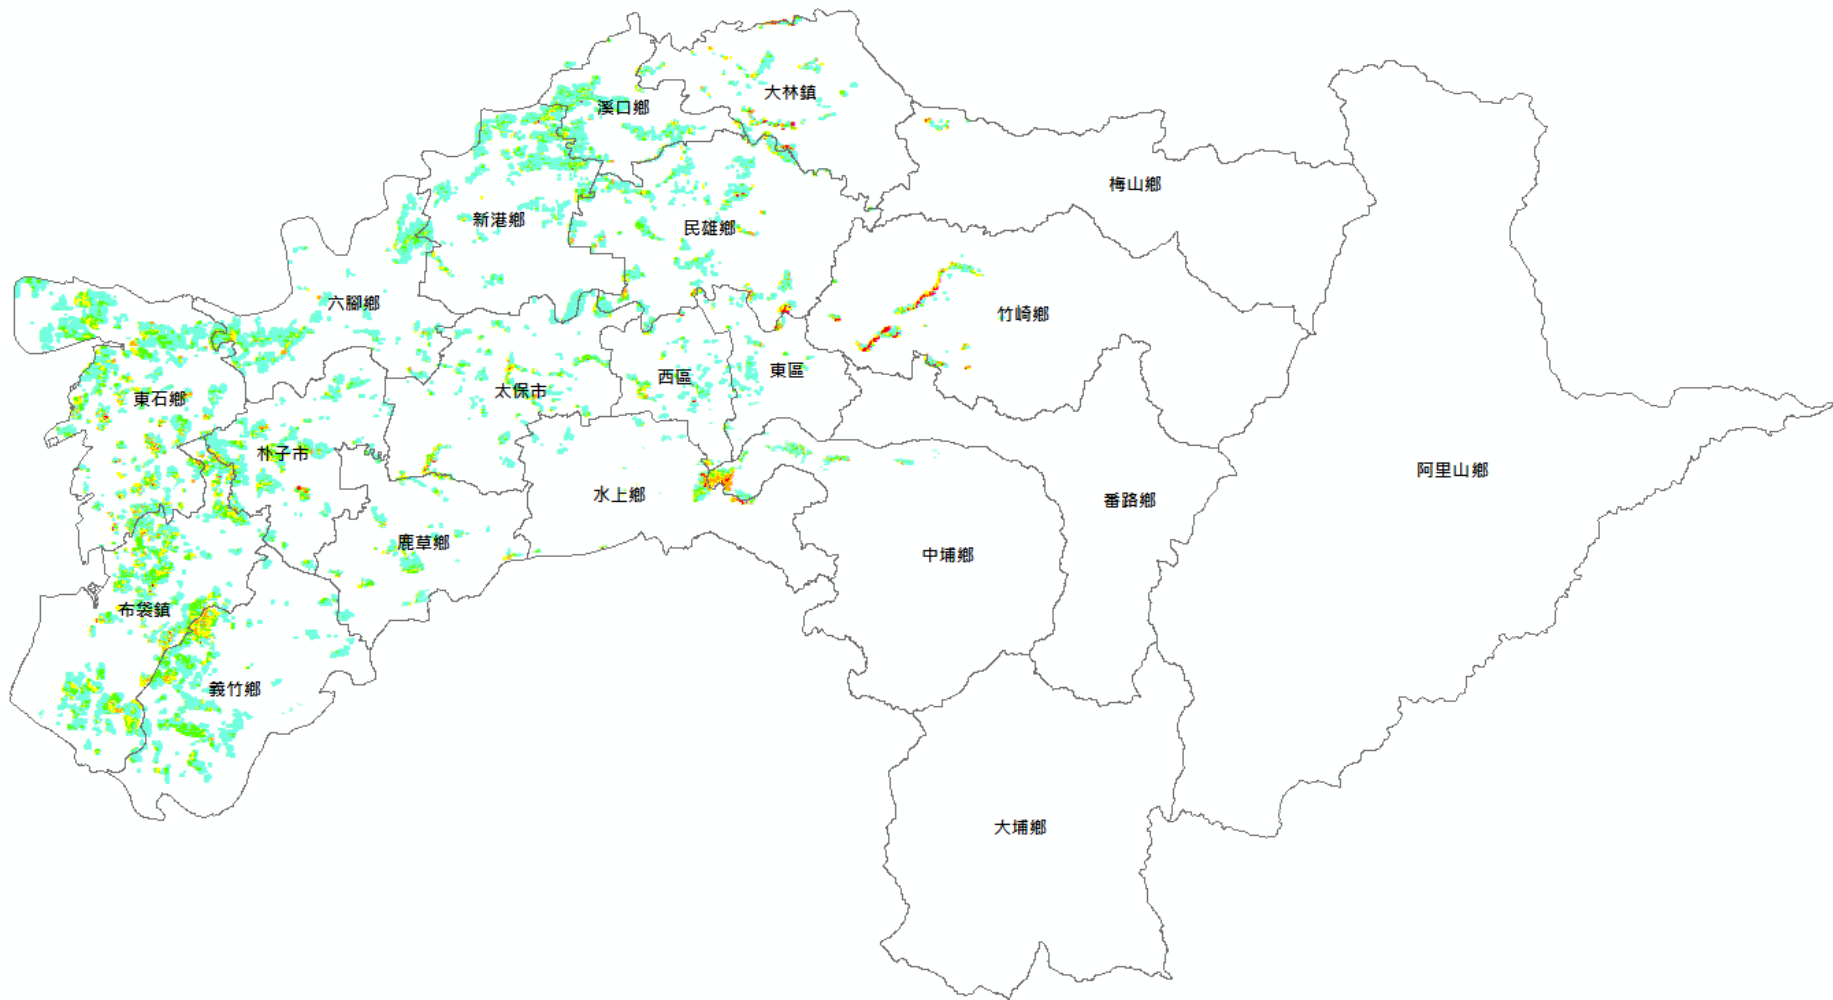 大林鎮
溪口鄉
梅山鄉
新港鄉
民雄鄉
六腳鄉
竹崎鄉
東區
西區
太保市
東石鄉
朴子市
阿里山鄉
水上鄉
番路鄉
鹿草鄉
中埔鄉
布袋鎮
義竹鄉
大埔鄉